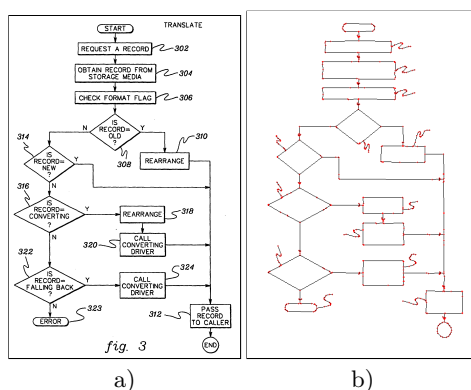 TRANSLATE
START
REQUEST A RECORD
302
OBTAIN RECORD FROM
STORAGE MEDIA
304
CHECK FORMAT FLAG
306
IS
RECORD=
OLD
?
N
Y
308
310
REARRANGE
314
IS
RECORD=
NEW
?
Y
N
316
IS
RECORD=
CONVERTING
?
Y
N
REARRANGE
318
320
CALL
CONVERTING
DRIVER
322
IS
RECORD=
FALLING BACK
?
Y
N
CALL
CONVERTING
DRIVER
324
ERROR
323
312
PASS
RECORD
TO CALLER
END
fig. 3
a)
b)